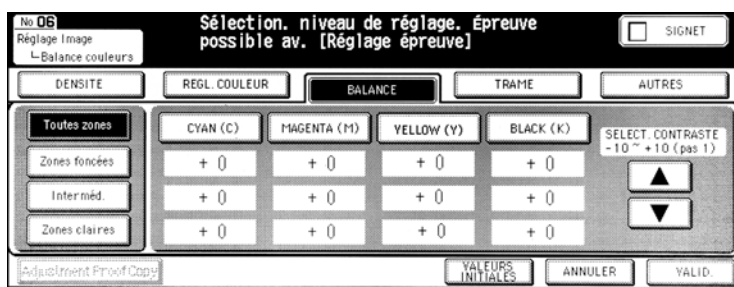 No 06
Réglage Image
Balance couleurs
Sélection. niveau de réglage. Épreuve
possible av. [Réglage épreuve]
SIGNET
DENSITE
REGL. COULEUR
BALANCE
TRAME
AUTRES
Toutes zones
CYAN (C)
MAGENTA (M)
YELLOW (Y)
BLACK (K)
SELECT. CONTRASTE
-10 ~ +10 (pas 1)
Zones foncées
+ 0
+ 0
+ 0
+ 0
▲
Interméd.
+ 0
+ 0
+ 0
+ 0
▼
Zones claires
+ 0
+ 0
+ 0
+ 0
Adjustment Proof Copy
VALEURS
INITIALES
ANNULER
VALID.